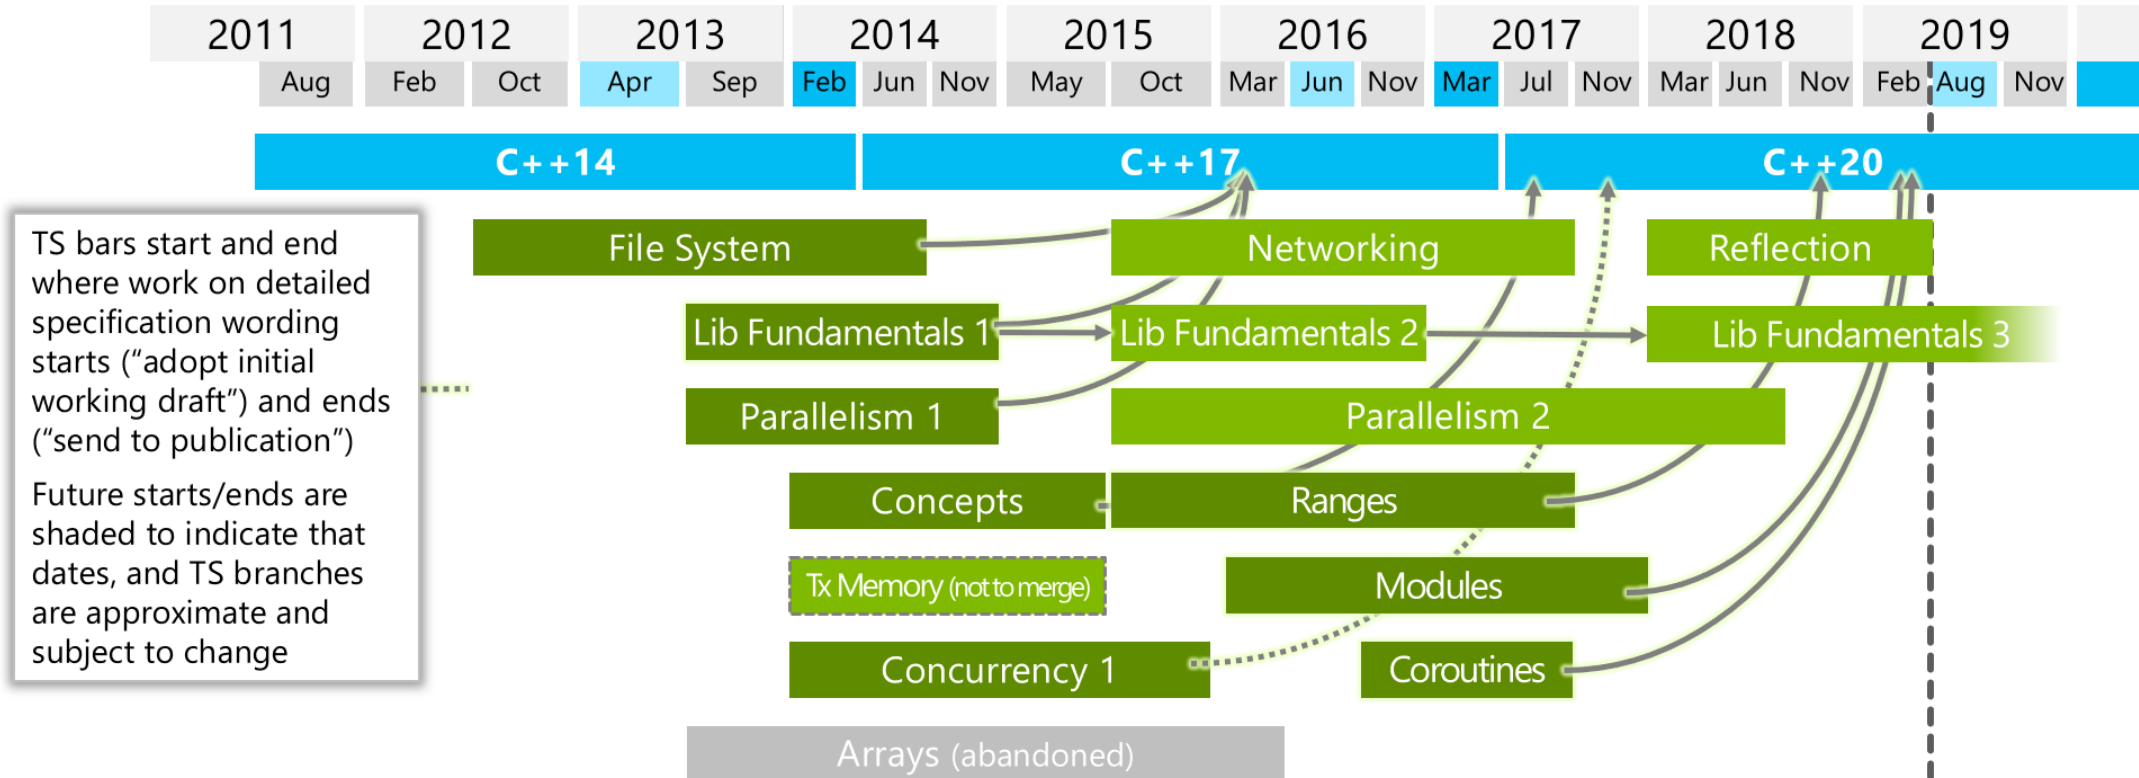 2011 2012 2013 2014 2015 2016 2017 2018 2019
Aug Feb Oct Apr Sep Feb Jun Nov May Oct Mar Jun Nov Mar Jul Nov Mar Jun Nov Feb Aug Nov
C++14 C++17 C++20
TS bars start and end
where work on detailed
specification wording
starts (“adopt initial
working draft”) and ends
(“send to publication”)
Future starts/ends are
shaded to indicate that
dates, and TS branches
are approximate and
subject to change
File System Networking Reflection
Lib Fundamentals 1 Lib Fundamentals 2 Lib Fundamentals 3
Parallelism 1 Parallelism 2
Concepts Ranges
Tx Memory (not to merge) Modules
Concurrency 1 Coroutines
Arrays (abandoned)